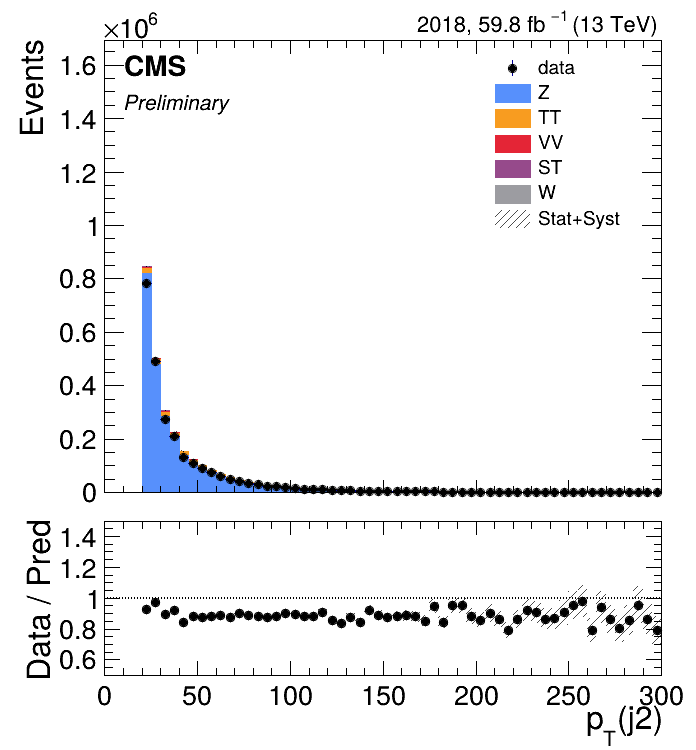 ×10⁶
2018, 59.8 fb⁻¹ (13 TeV)
Events
CMS
Preliminary
data
Z
TT
VV
ST
W
Stat+Syst
1.6
1.4
1.2
1
0.8
0.6
0.4
0.2
0
Data / Pred
1.4
1.2
1
0.8
0.6
0 50 100 150 200 250 300
p_T(j2)